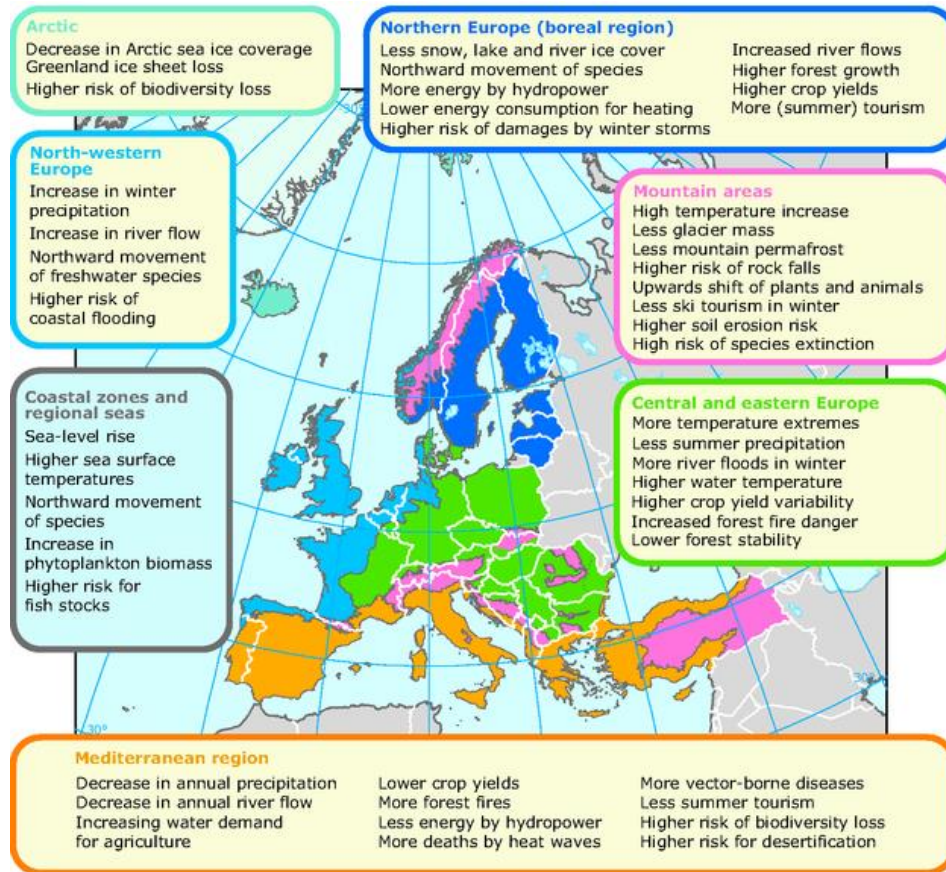 Arctic
Decrease in Arctic sea ice coverage
Greenland ice sheet loss
Higher risk of biodiversity loss
Northern Europe (boreal region)
Less snow, lake and river ice cover
Northward movement of species
More energy by hydropower
Lower energy consumption for heating
Higher risk of damages by winter storms
Increased river flows
Higher forest growth
Higher crop yields
More (summer) tourism
North-western
Europe
Increase in winter
precipitation
Increase in river flow
Northward movement
of freshwater species
Higher risk of
coastal flooding
Mountain areas
High temperature increase
Less glacier mass
Less mountain permafrost
Higher risk of rock falls
Upwards shift of plants and animals
Less ski tourism in winter
Higher soil erosion risk
High risk of species extinction
Coastal zones and
regional seas
Sea-level rise
Higher sea surface
temperatures
Northward movement
of species
Increase in
phytoplankton biomass
Higher risk for
fish stocks
Central and eastern Europe
More temperature extremes
Less summer precipitation
More river floods in winter
Higher water temperature
Higher crop yield variability
Increased forest fire danger
Lower forest stability
30°
Mediterranean region
Decrease in annual precipitation
Decrease in annual river flow
Increasing water demand
for agriculture
Lower crop yields
More forest fires
Less energy by hydropower
More deaths by heat waves
More vector-borne diseases
Less summer tourism
Higher risk of biodiversity loss
Higher risk for desertification